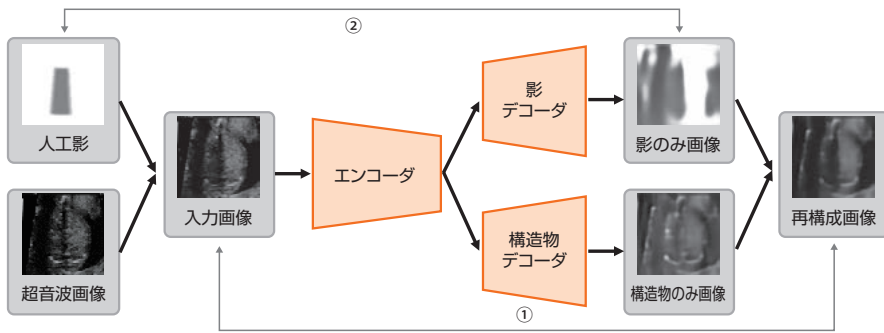 ②
人工影
超音波画像
入力画像
エンコーダ
影
デコーダ
構造物
デコーダ
影のみ画像
構造物のみ画像
再構成画像
①